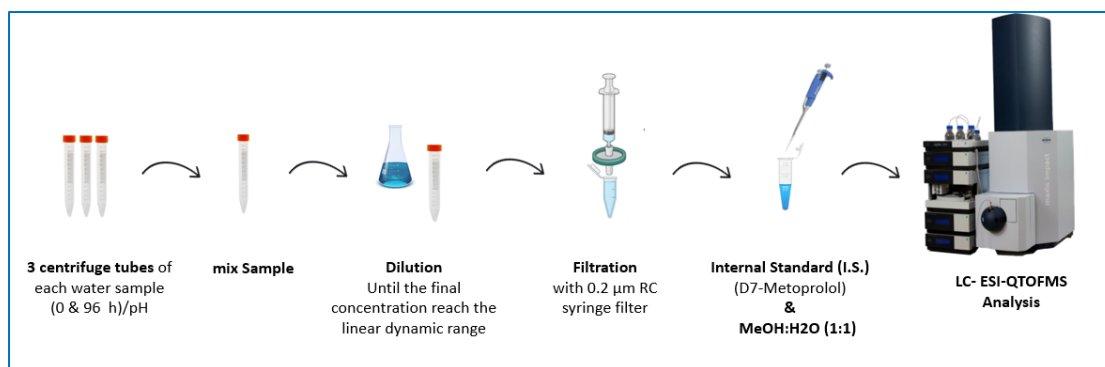 3 centrifuge tubes of
each water sample
(0 & 96 h)/pH
mix Sample
Dilution
Until the final
concentration reach the
linear dynamic range
Filtration
with 0.2 µm RC
syringe filter
Internal Standard (I.S.)
(D7-Metoprolol)
&
MeOH:H2O (1:1)
LC- ESI-QTOFMS
Analysis